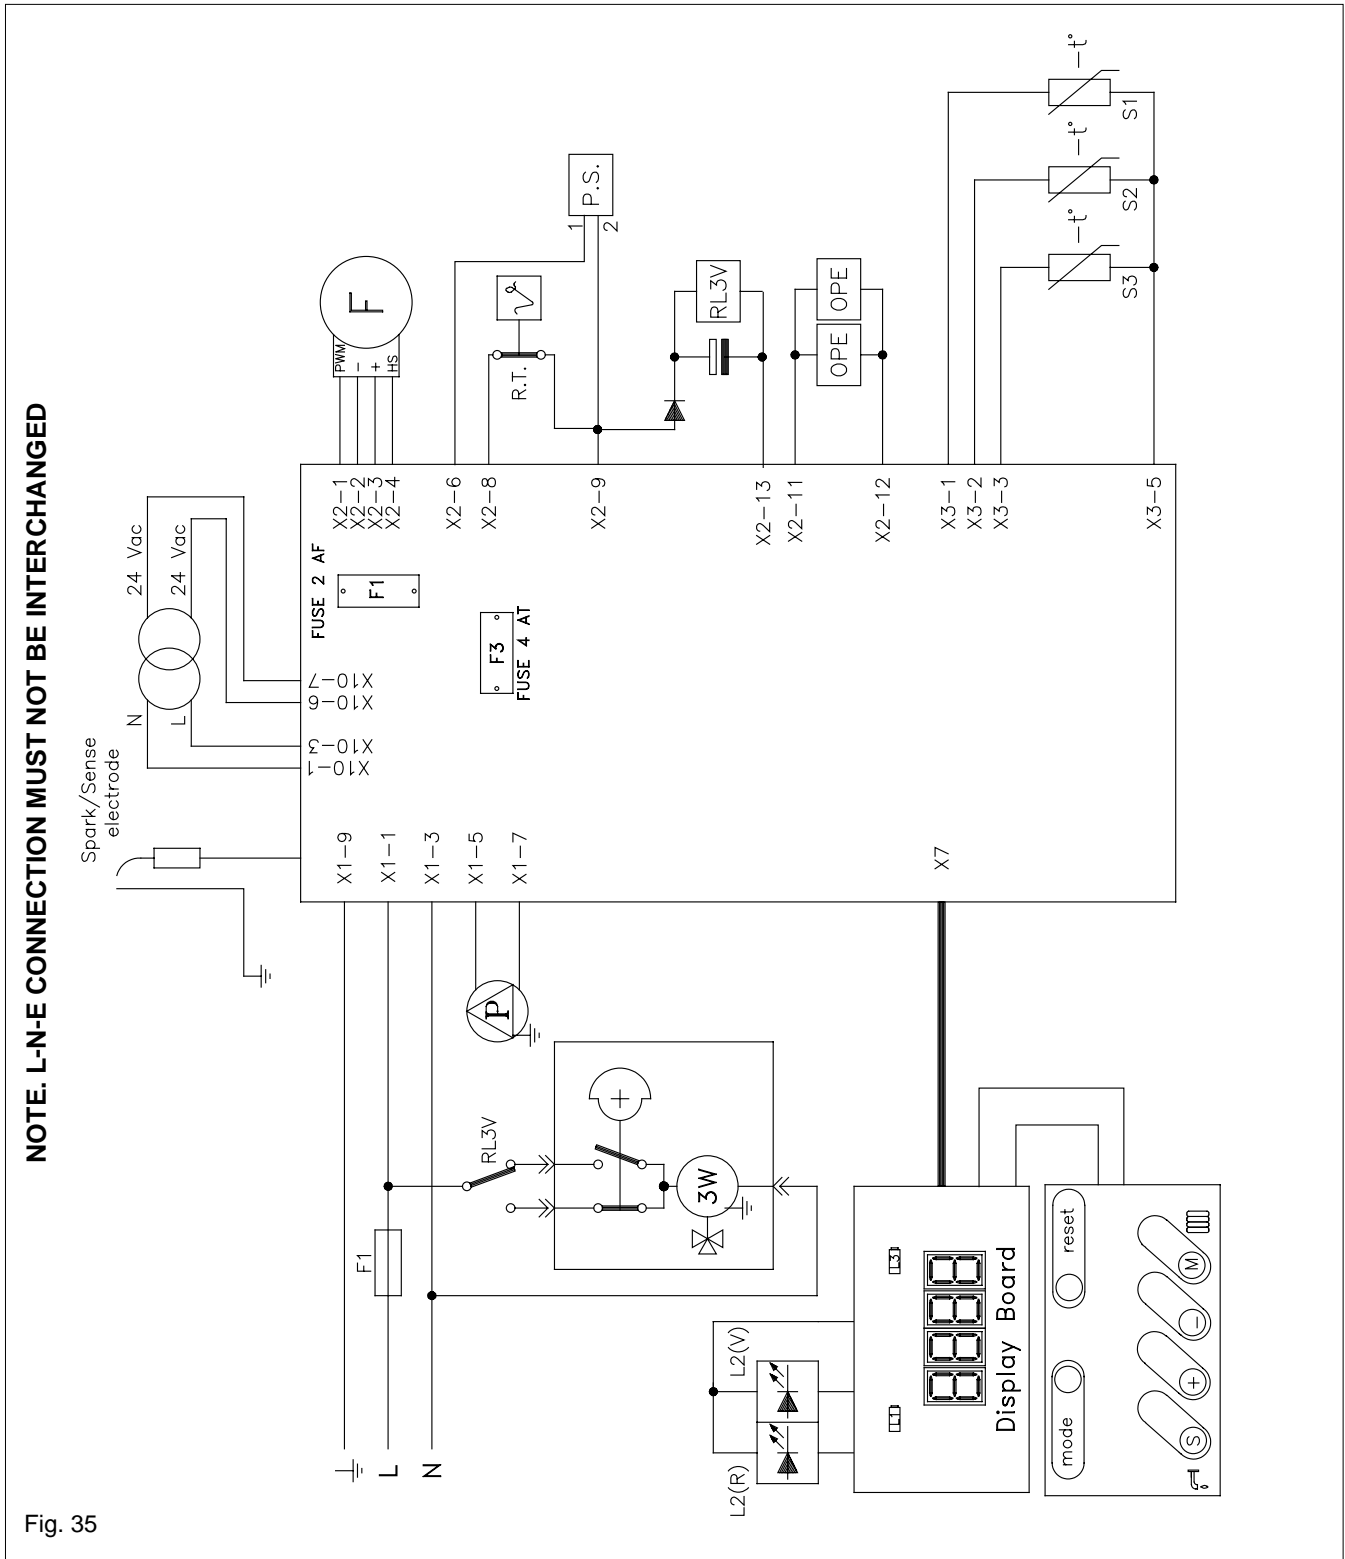 NOTE. L-N-E CONNECTION MUST NOT BE INTERCHANGED
Spark/Sense
electrode
N
L
24 Vac
24 Vac
X10-1
X10-3
X10-6
X10-7
FUSE 2 AF
F1
F3
FUSE 4 AT
X1-9
X1-1
X1-3
X1-5
X1-7
X7
X2-1
X2-2
X2-3
X2-4
X2-6
X2-8
X2-9
X2-13
X2-11
X2-12
X3-1
X3-2
X3-3
X3-5
PWM
-
+
HS
F
R.T.
1
2
P.S.
RL3V
OPE
OPE
S3
-t°
S2
-t°
S1
-t°
L
N
F1
P
RL3V
+
3W
L2(R)
L2(V)
L1
L3
8888
Display Board
mode
reset
S
+
-
M
Fig. 35